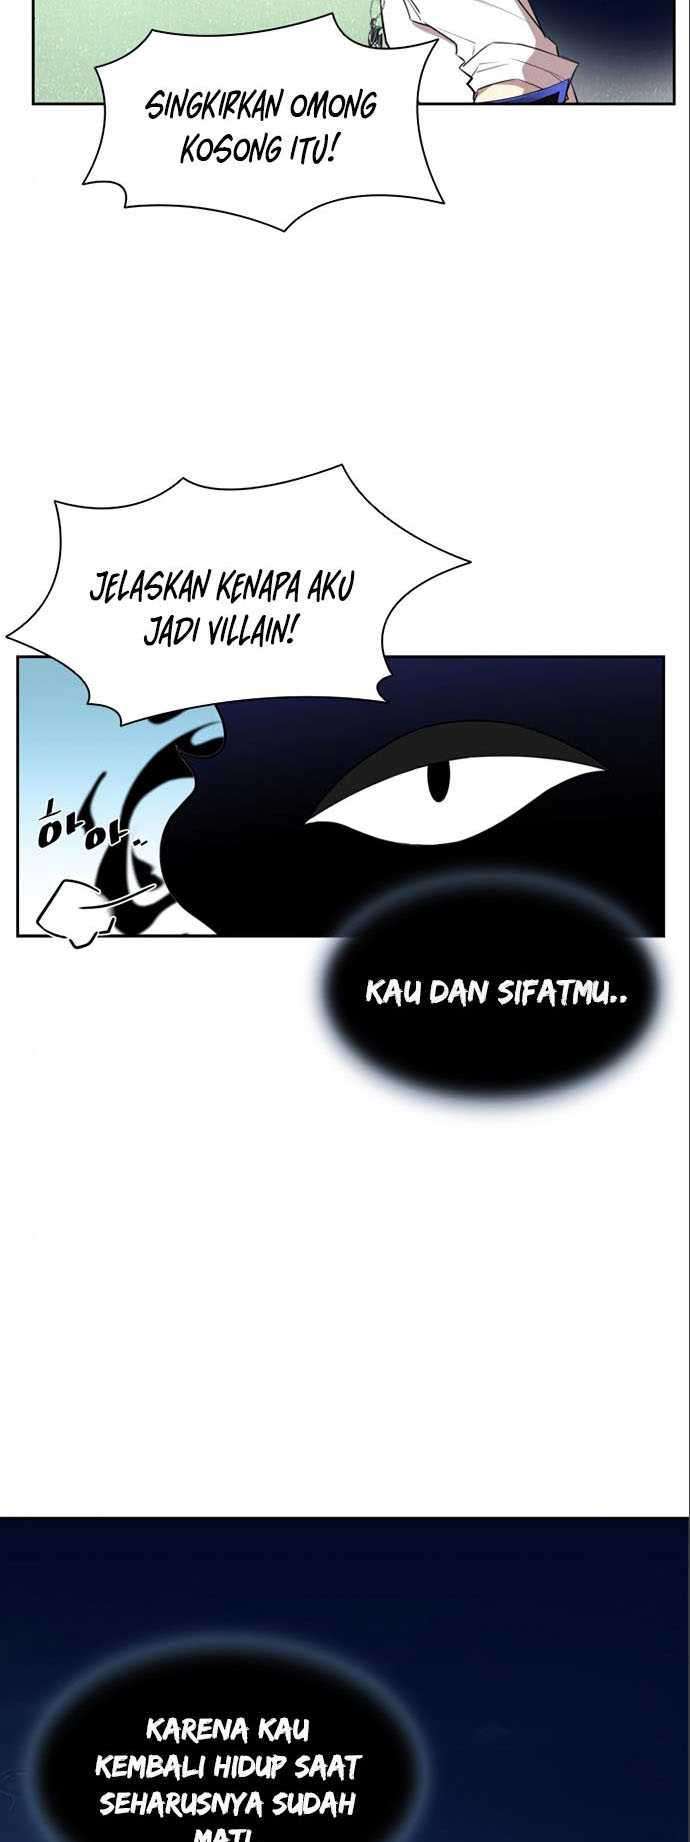 SINGKIRKAN OMONG
KOSONG ITU!
JELASKAN KENAPA AKU
JADI VILLAIN!
하아..
KAU DAN SIFATMU..
KARENA KAU
KEMBALI HIDUP SAAT
SEHARUSNYA SUDAH
MATI